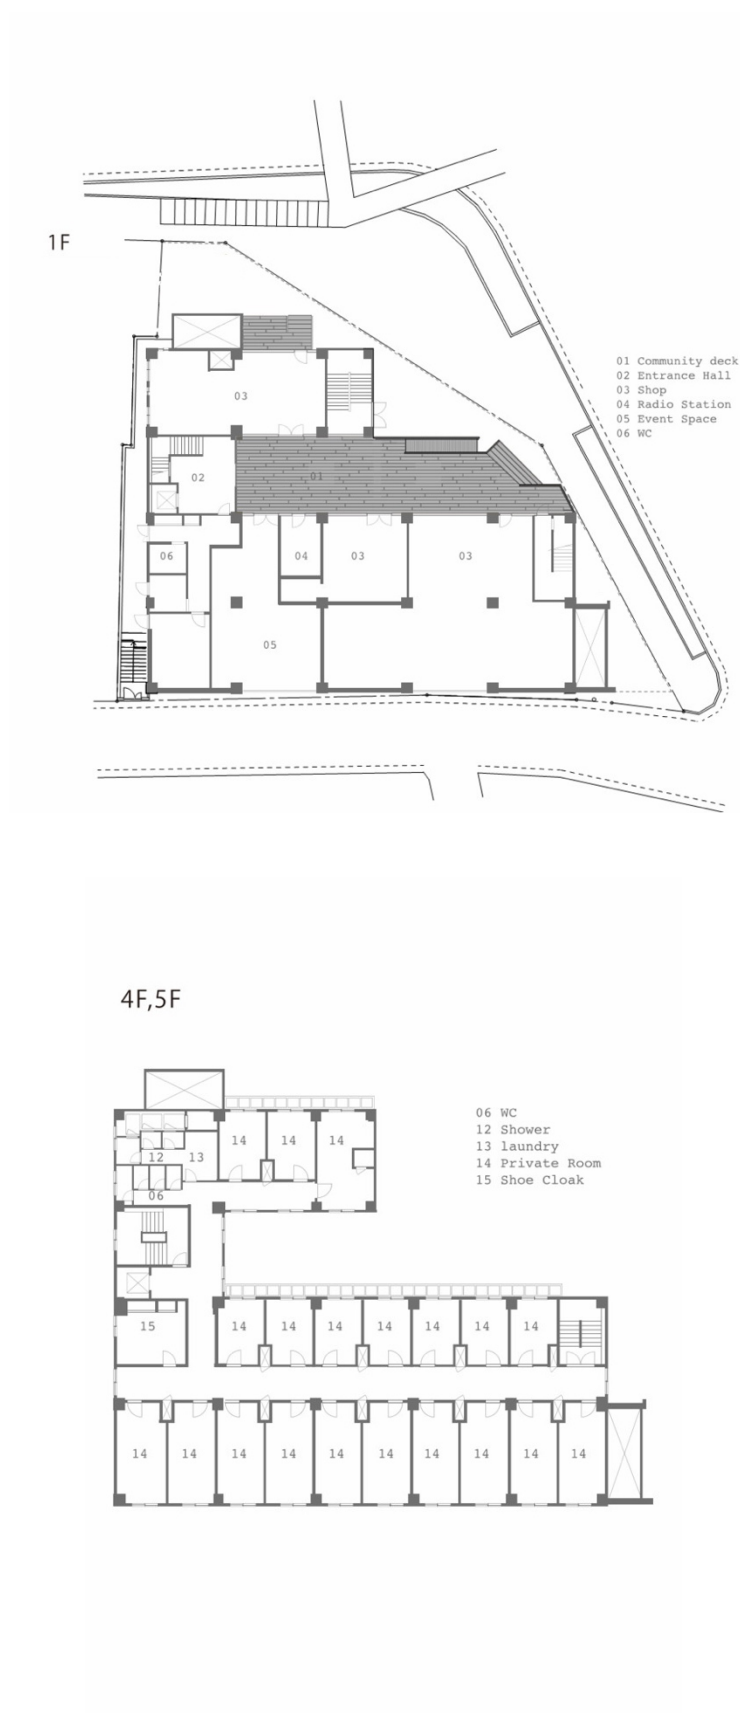 1F
01 Community deck
02 Entrance Hall
03 Shop
04 Radio Station
05 Event Space
06 WC
03
02
01
06
04
03
03
05
4F,5F
06 WC
12 Shower
13 laundry
14 Private Room
15 Shoe Cloak
14 14 14
12 13
06
15 14 14 14 14 14 14 14
14 14 14 14 14 14 14 14 14 14